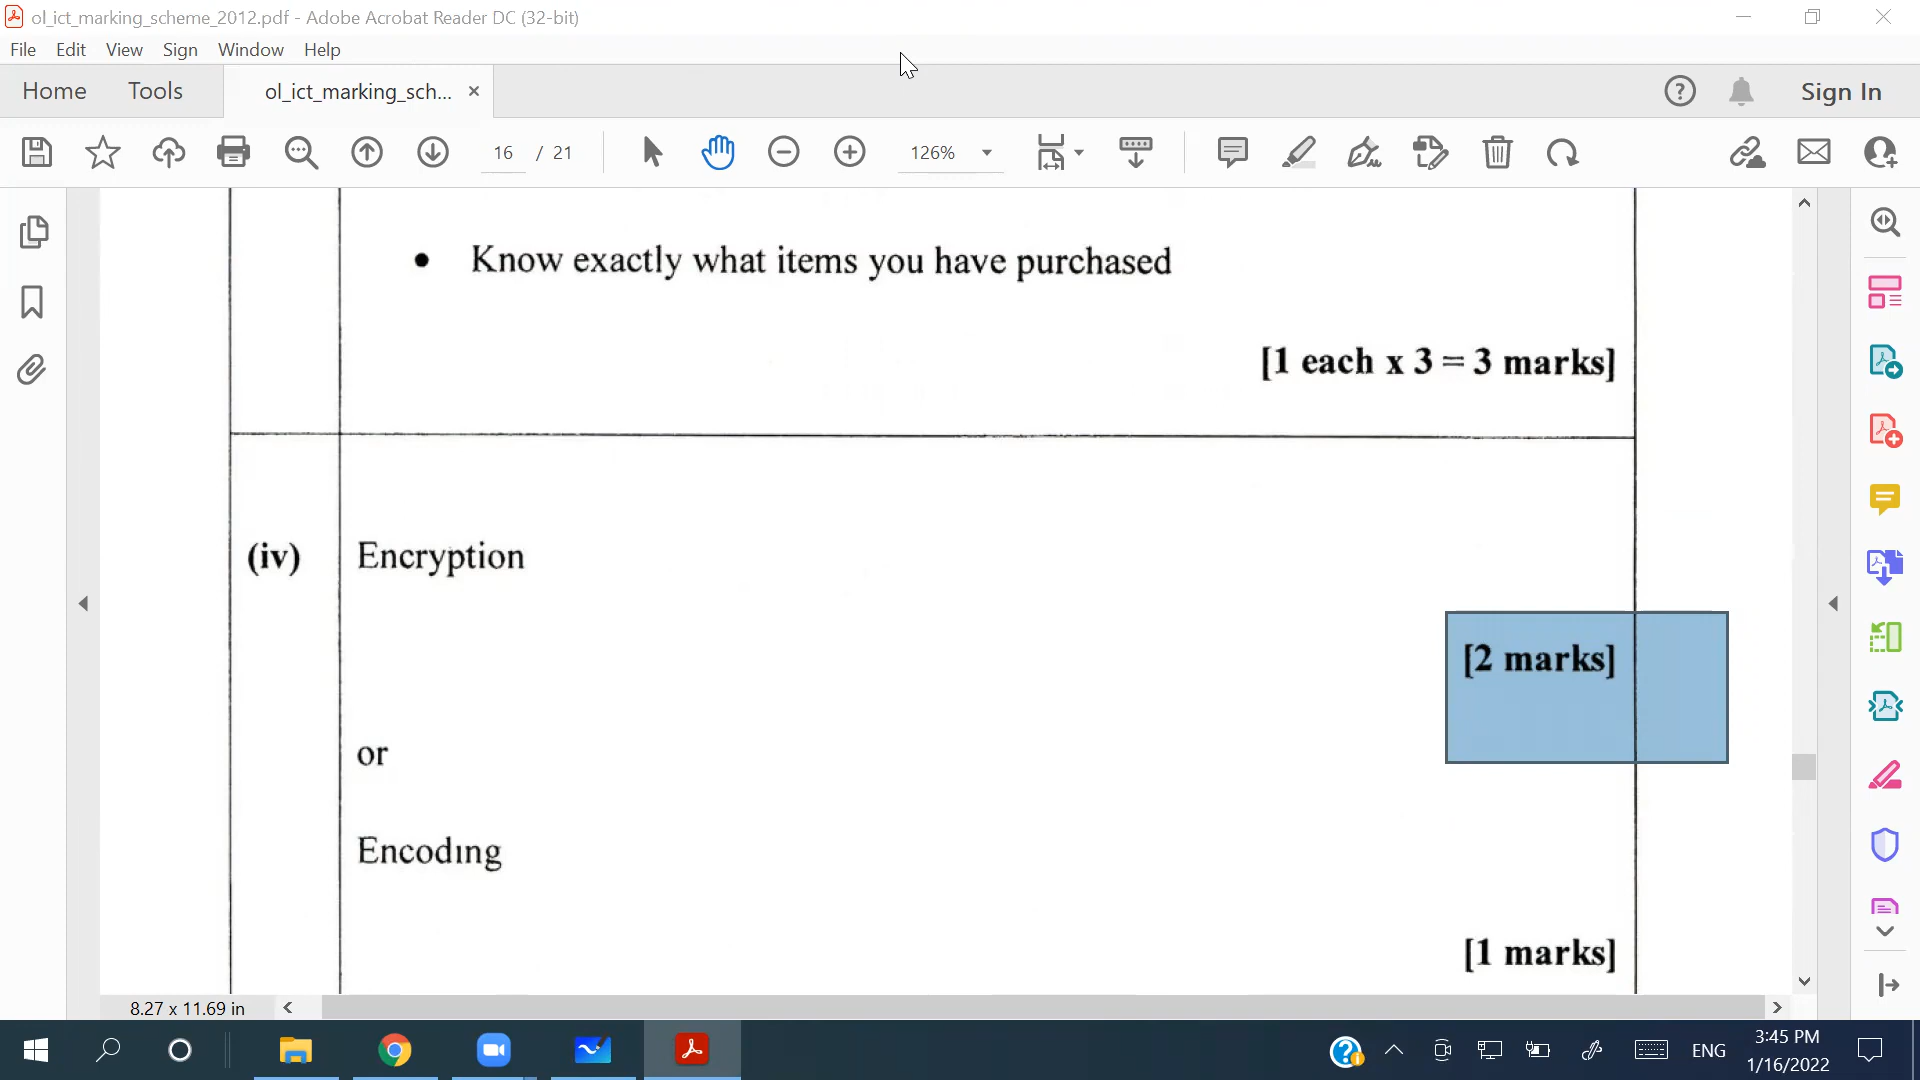 ol_ict_marking_scheme_2012.pdf - Adobe Acrobat Reader DC (32-bit)
File Edit View Sign Window Help
Home Tools ol_ict_marking_sch... × Sign In
16 / 21 126%
• Know exactly what items you have purchased
[1 each x 3 = 3 marks]
(iv) Encryption
[2 marks]
or
Encoding
[1 marks]
8.27 x 11.69 in
ENG
3:45 PM
1/16/2022